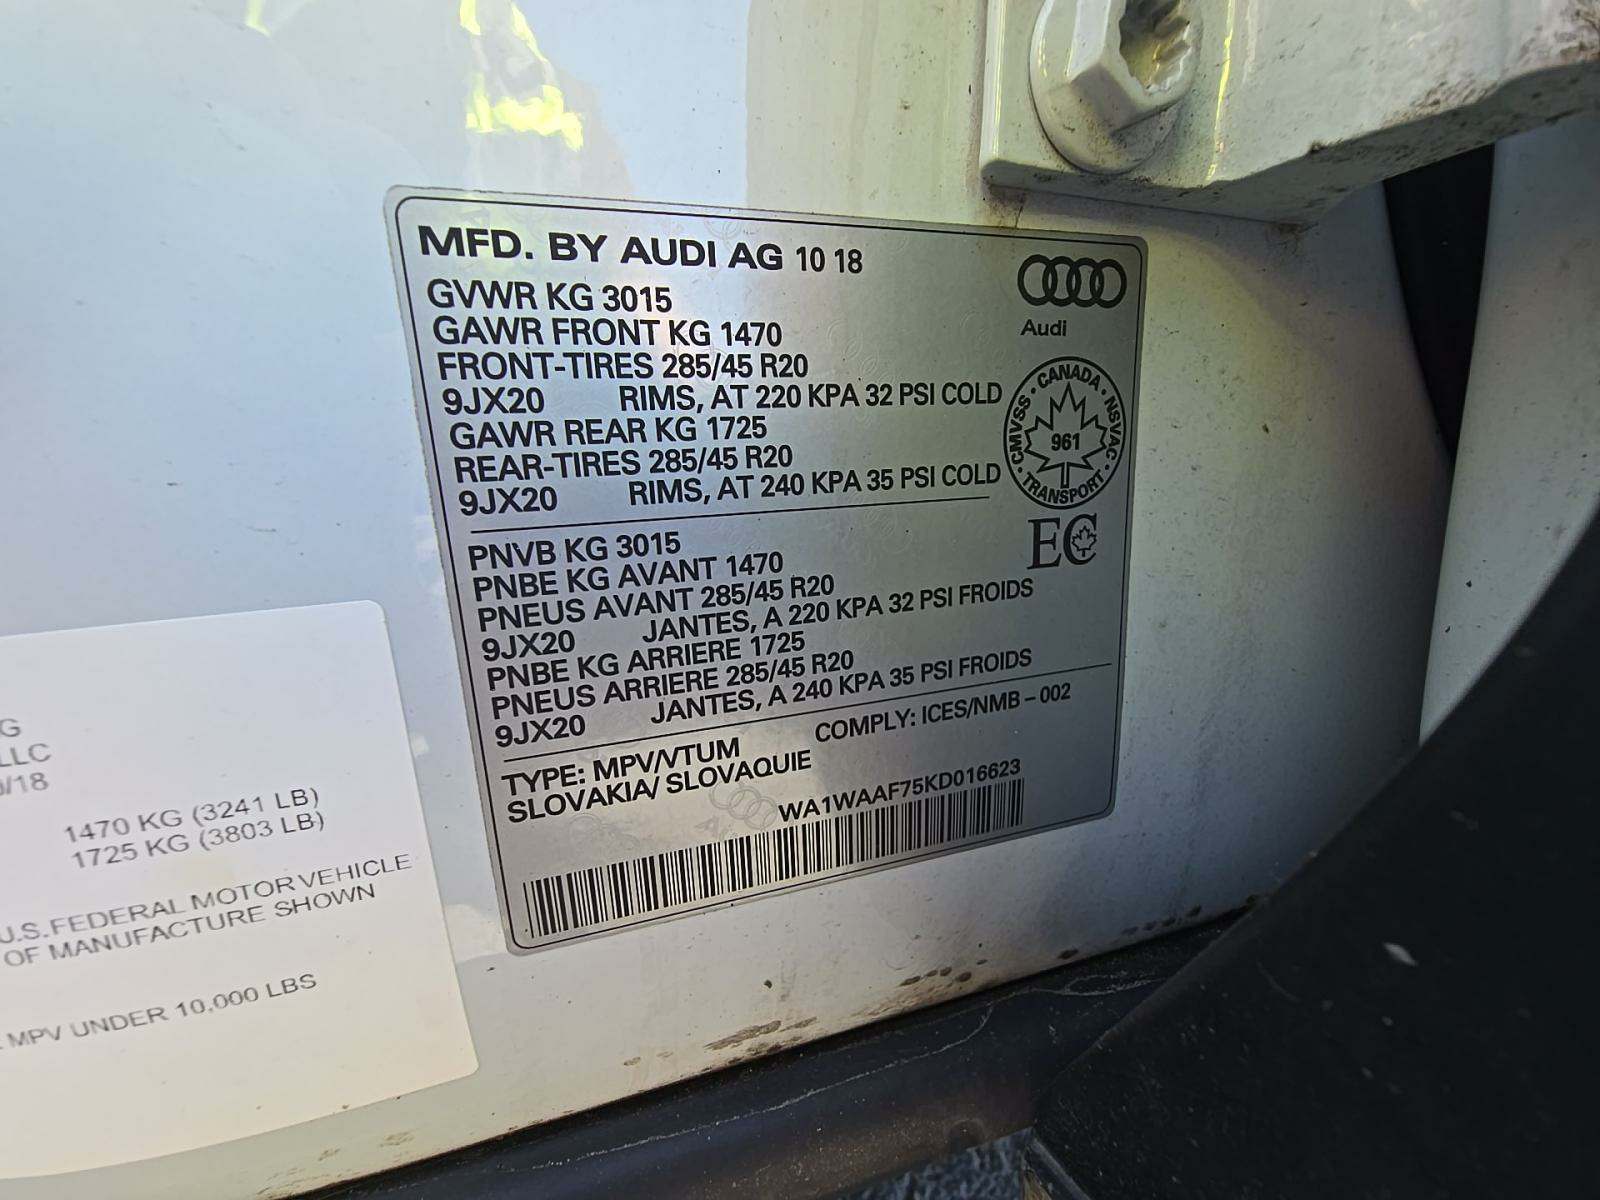 MFD. BY AUDI AG 10 18
GVWR KG 3015
GAWR FRONT KG 1470
FRONT-TIRES 285/45 R20
9JX20 RIMS, AT 220 KPA 32 PSI COLD
GAWR REAR KG 1725
REAR-TIRES 285/45 R20
9JX20 RIMS, AT 240 KPA 35 PSI COLD
Audi
CMVSS · CANADA · NSVAC · TRANSPORT ·
961
EC
PNVB KG 3015
PNBE KG AVANT 1470
PNEUS AVANT 285/45 R20
9JX20 JANTES, A 220 KPA 32 PSI FROIDS
PNBE KG ARRIERE 1725
PNEUS ARRIERE 285/45 R20
9JX20 JANTES, A 240 KPA 35 PSI FROIDS
TYPE: MPV/VTUM COMPLY: ICES/NMB-002
SLOVAKIA/ SLOVAQUIE
WA1WAAF75KD016623
G
LLC
/18
1470 KG (3241 LB)
1725 KG (3803 LB)
U.S. FEDERAL MOTOR VEHICLE
OF MANUFACTURE SHOWN
MPV UNDER 10,000 LBS